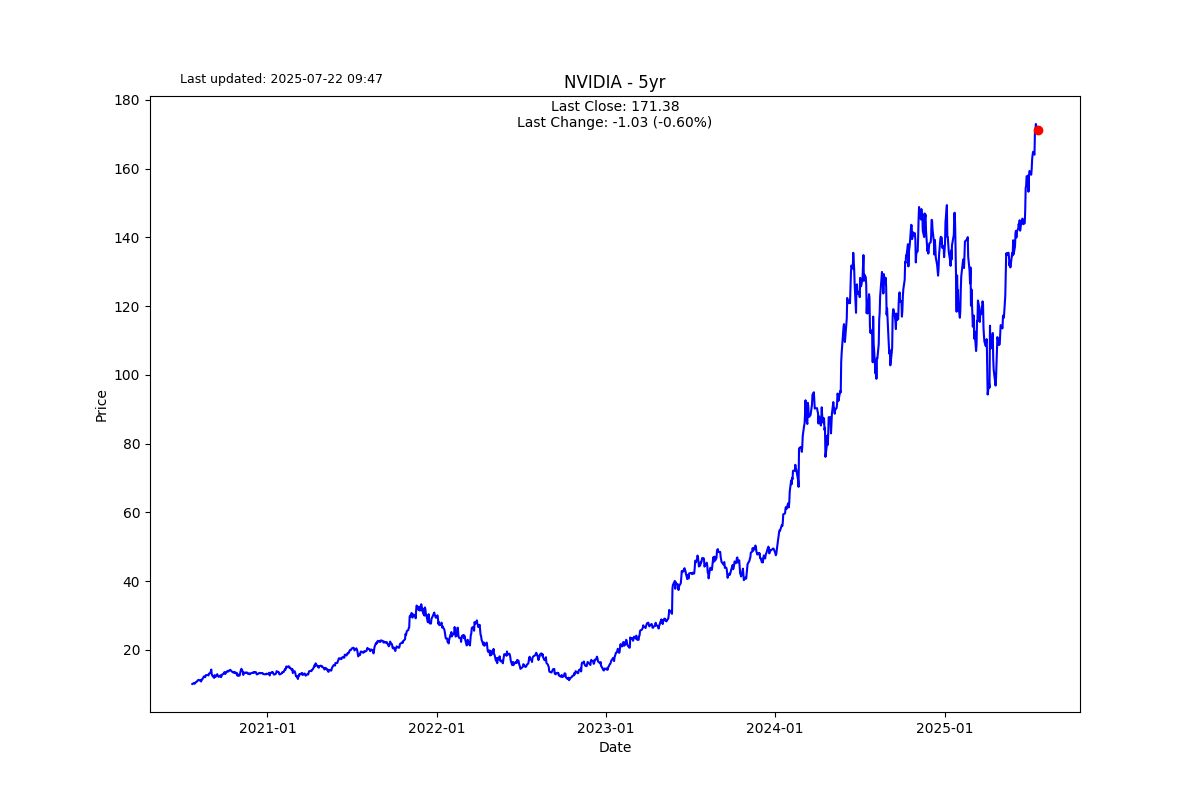 Last updated: 2025-07-22 09:47
NVIDIA - 5yr
Last Close: 171.38
Last Change: -1.03 (-0.60%)
180
160
140
120
100
80
60
40
20
Price
2021-01
2022-01
2023-01
2024-01
2025-01
Date